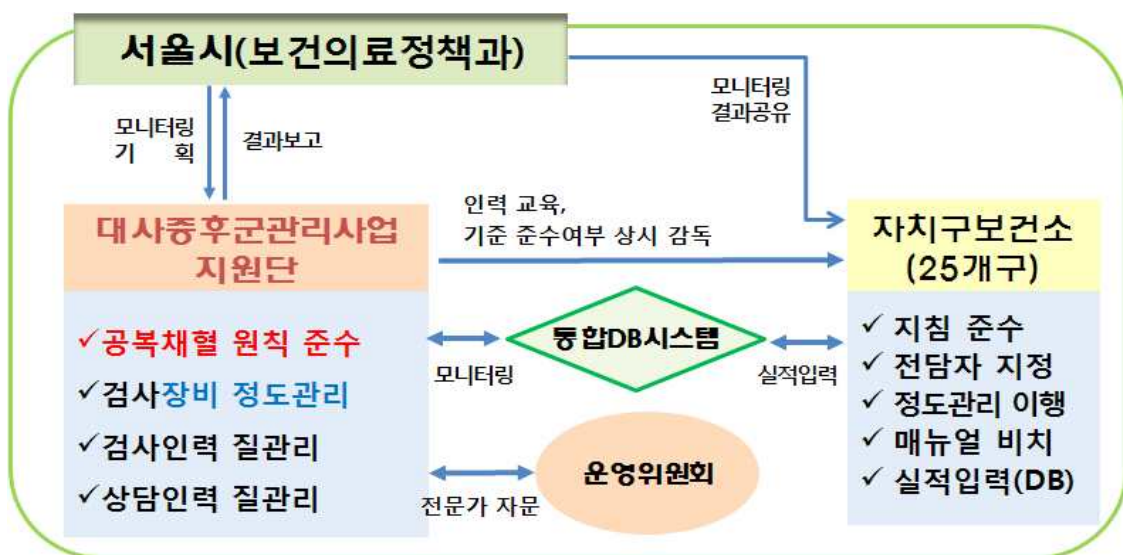 서울시(보건의료정책과)
모니터링
기 획
결과보고
모니터링
결과공유
대사증후군관리사업
지원단
인력 교육,
기준 준수여부 상시 감독
자치구보건소
(25개구)
✓공복채혈 원칙 준수
✓검사장비 정도관리
✓검사인력 질관리
✓상담인력 질관리
통합DB시스템
모니터링
실적입력
운영위원회
전문가 자문
✓ 지침 준수
✓ 전담자 지정
✓ 정도관리 이행
✓ 매뉴얼 비치
✓ 실적입력(DB)